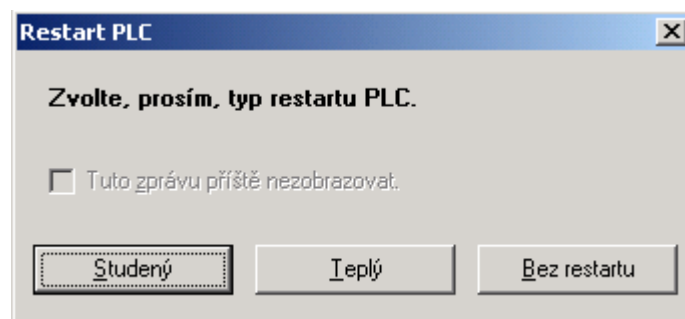 Restart PLC
Zvolte, prosím, typ restartu PLC.
Tuto zprávu příště nezobrazovat.
Studený Teplý Bez restartu